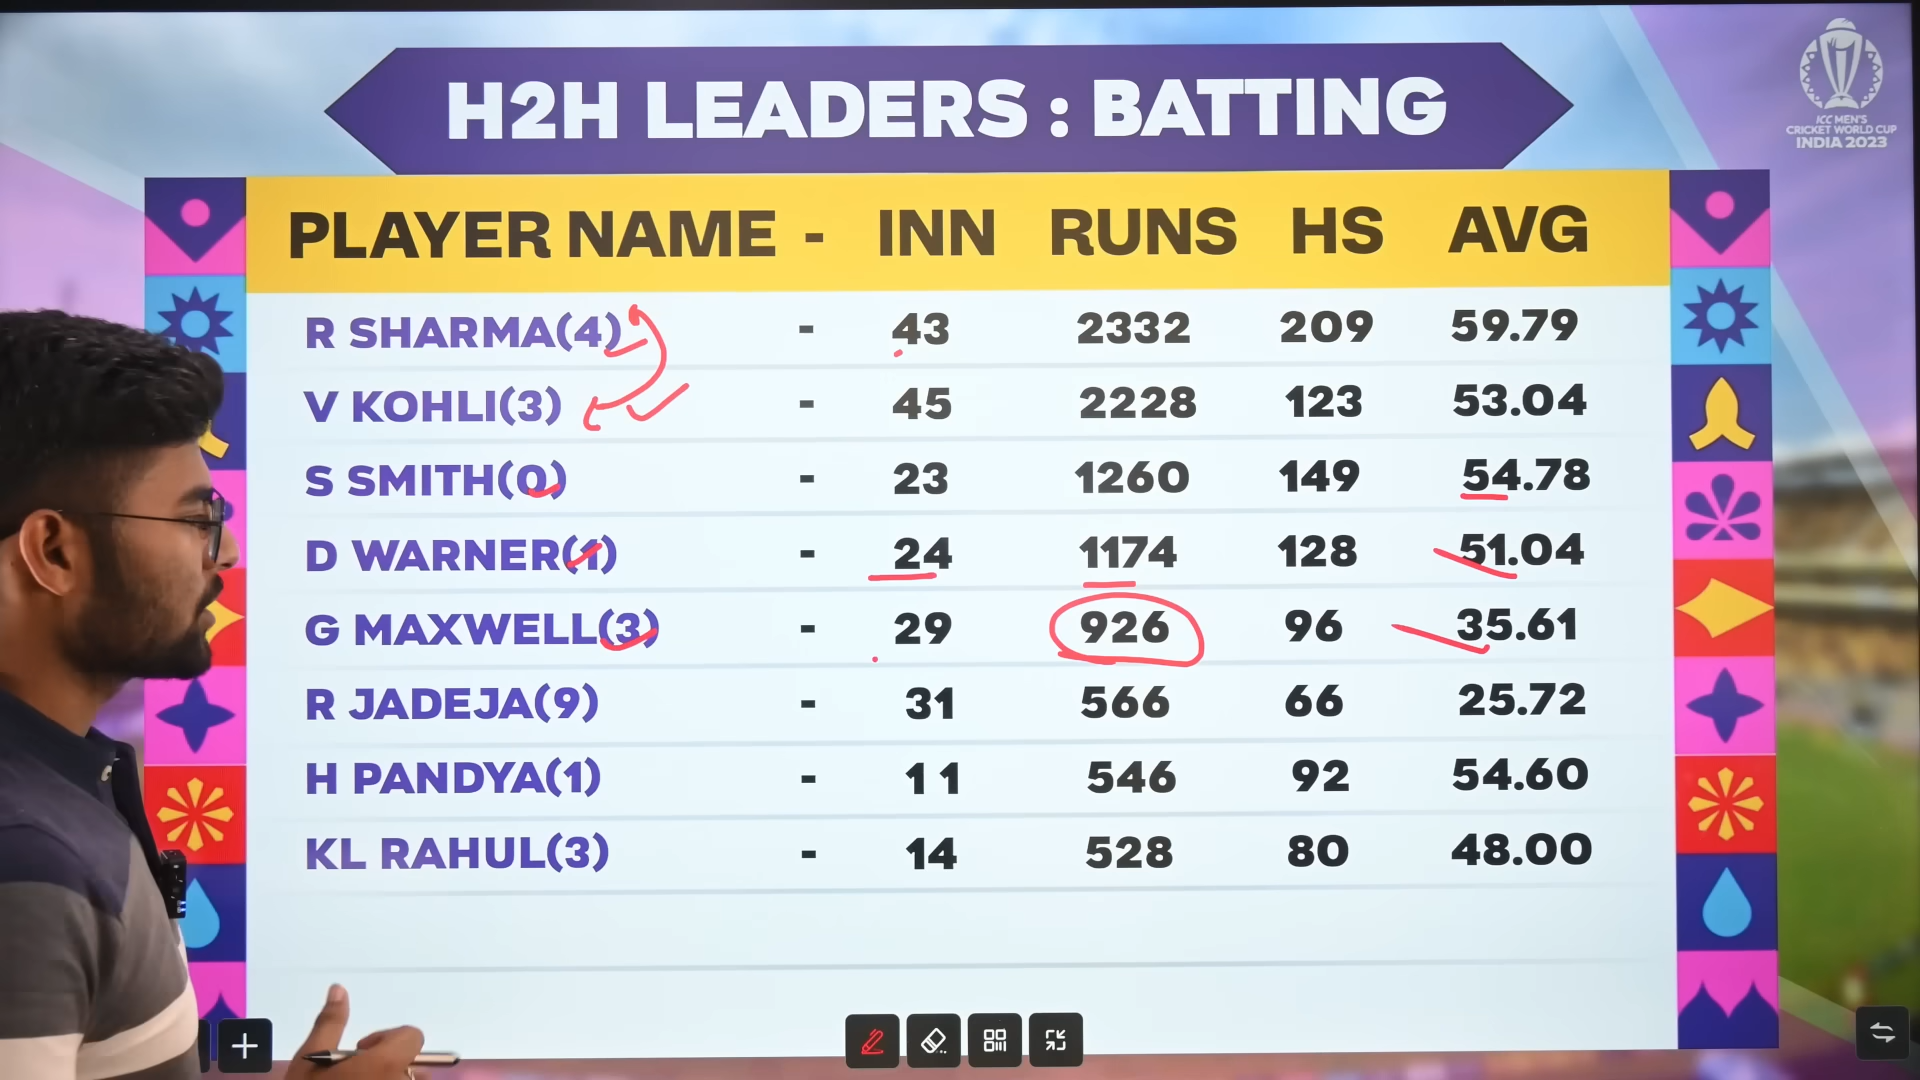 H2H LEADERS : BATTING
ICC MEN'S
CRICKET WORLD CUP
INDIA 2023
PLAYER NAME - INN RUNS HS AVG
R SHARMA(4) - 43 2332 209 59.79
V KOHLI(3) - 45 2228 123 53.04
S SMITH(0) - 23 1260 149 54.78
D WARNER(1) - 24 1174 128 51.04
G MAXWELL(3) - 29 926 96 35.61
R JADEJA(9) - 31 566 66 25.72
H PANDYA(1) - 11 546 92 54.60
KL RAHUL(3) - 14 528 80 48.00